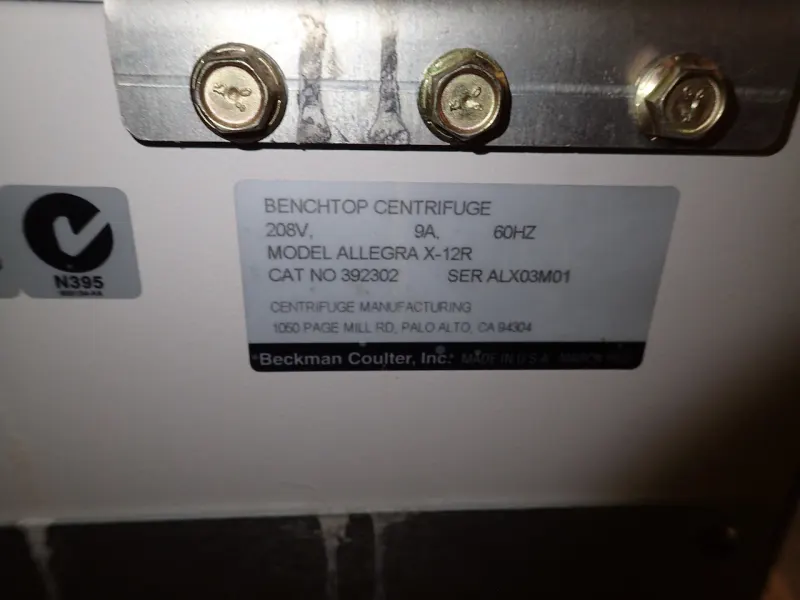 BENCHTOP CENTRIFUGE
208V, 9A, 60HZ
MODEL ALLEGRA X-12R
CAT NO 392302 SER ALX03M01
CENTRIFUGE MANUFACTURING
1050 PAGE MILL RD, PALO ALTO, CA 94304
Beckman Coulter, Inc. MADE IN U.S.A.
N395